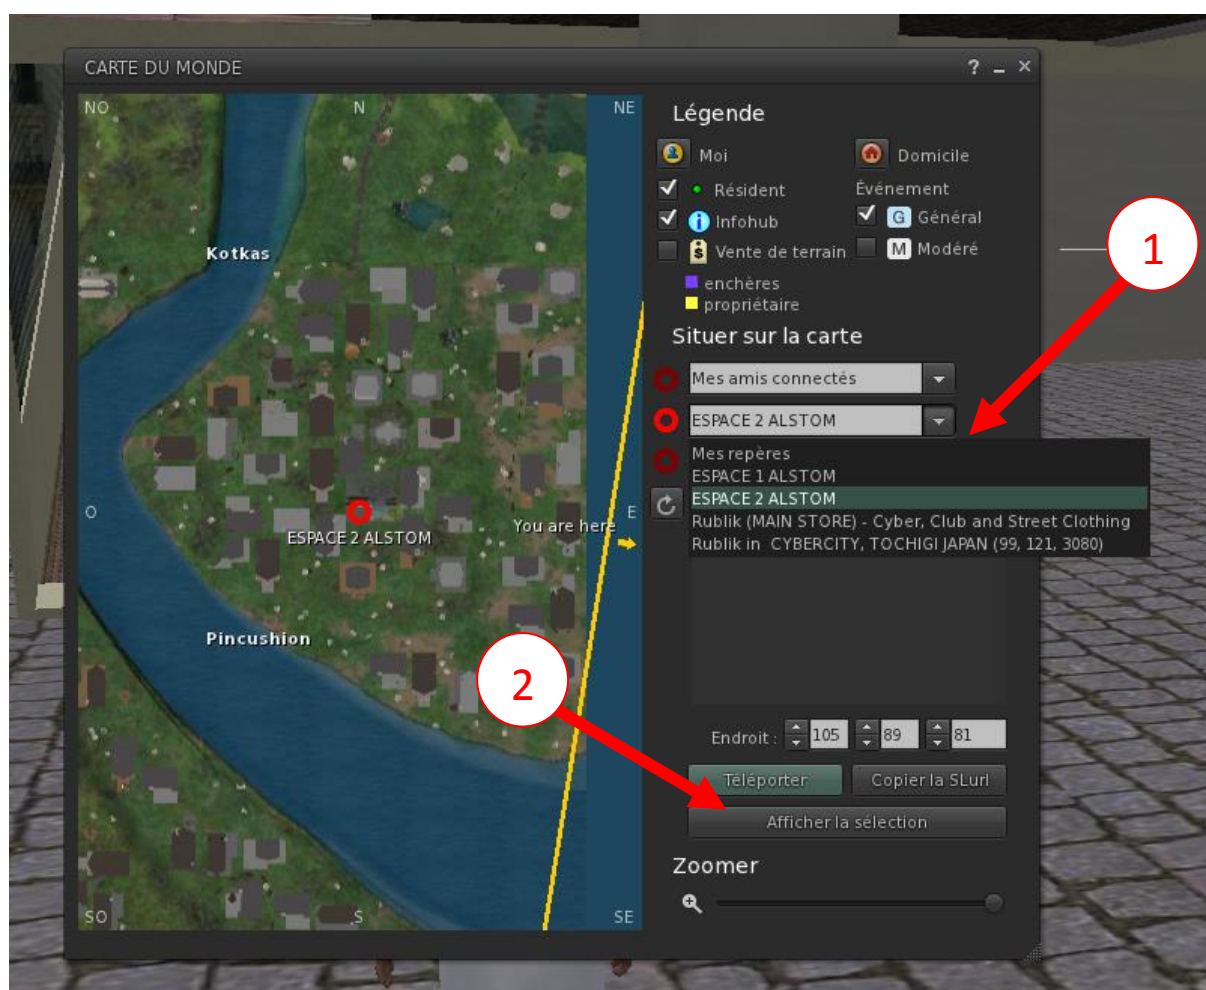 CARTE DU MONDE
? _ ×
NO
N
NE
Kotkas
O
E
ESPACE 2 ALSTOM
You are here
Pincushion
SO
S
SE
Légende
Moi
Domicile
Résident
Événement
i Infohub
G Général
$ Vente de terrain
M Modéré
enchères
propriétaire
1
Situer sur la carte
Mes amis connectés
ESPACE 2 ALSTOM
Mes repères
ESPACE 1 ALSTOM
ESPACE 2 ALSTOM
Rublik (MAIN STORE) - Cyber, Club and Street Clothing
Rublik in CYBERCITY, TOCHIGI JAPAN (99, 121, 3080)
2
Endroit : 105 89 81
Téléporter
Copier la SLurl
Afficher la sélection
Zoomer